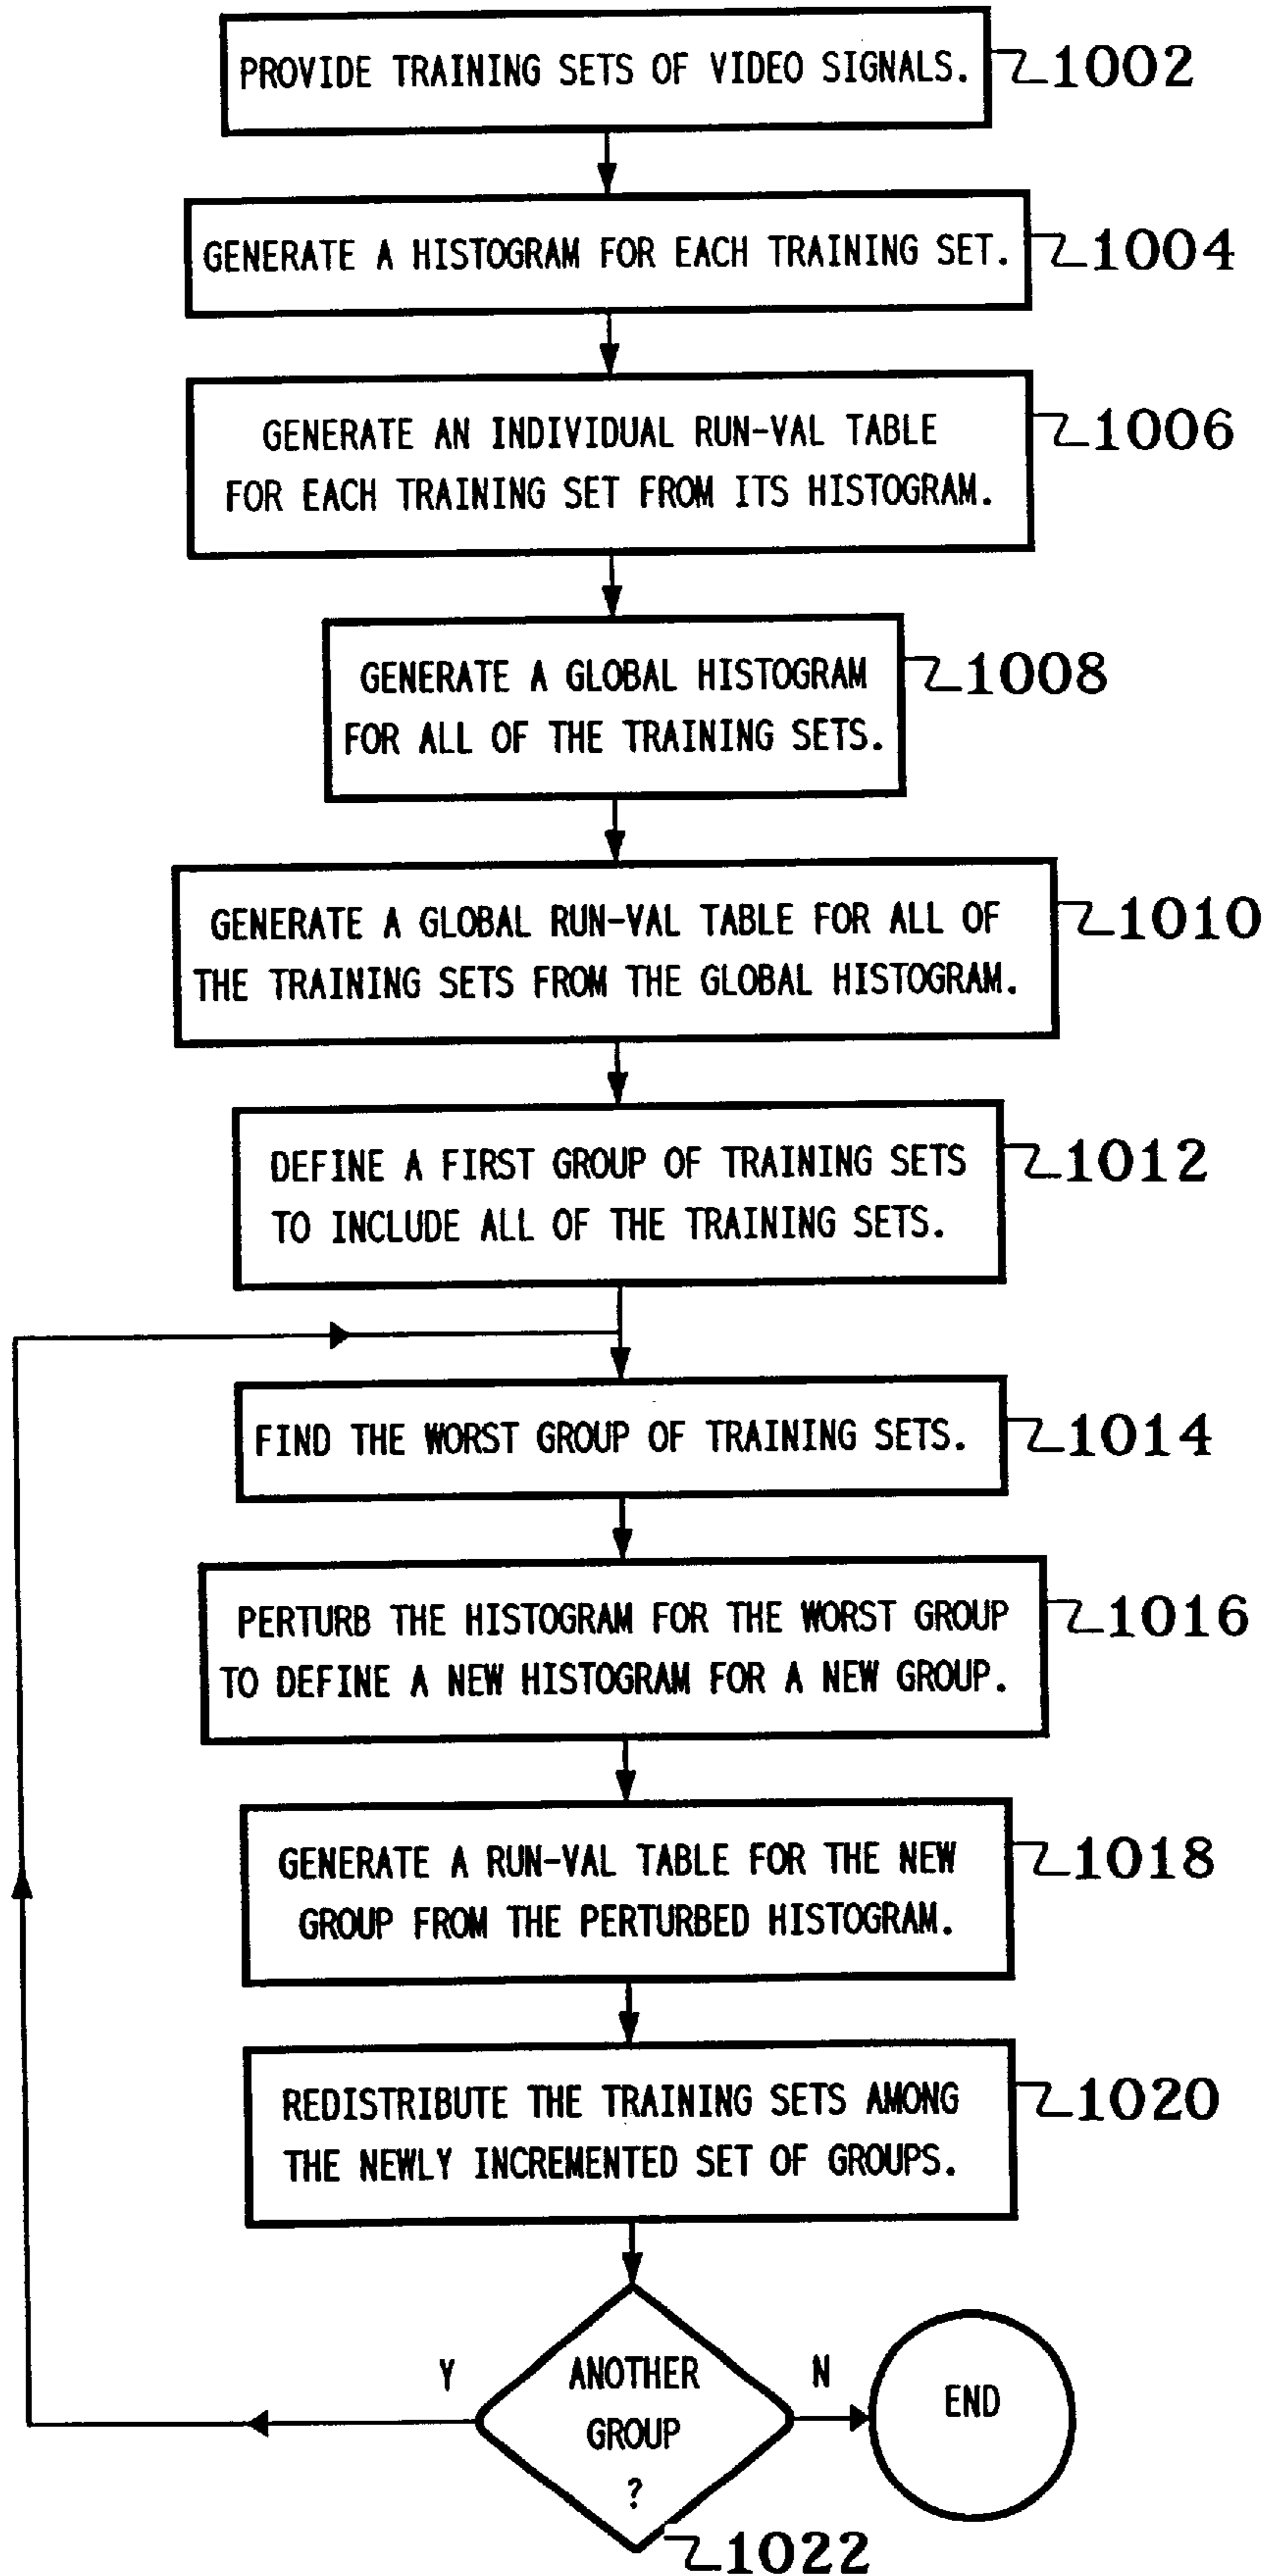 PROVIDE TRAINING SETS OF VIDEO SIGNALS.
1002
GENERATE A HISTOGRAM FOR EACH TRAINING SET.
1004
GENERATE AN INDIVIDUAL RUN-VAL TABLE
FOR EACH TRAINING SET FROM ITS HISTOGRAM.
1006
GENERATE A GLOBAL HISTOGRAM
FOR ALL OF THE TRAINING SETS.
1008
GENERATE A GLOBAL RUN-VAL TABLE FOR ALL OF
THE TRAINING SETS FROM THE GLOBAL HISTOGRAM.
1010
DEFINE A FIRST GROUP OF TRAINING SETS
TO INCLUDE ALL OF THE TRAINING SETS.
1012
FIND THE WORST GROUP OF TRAINING SETS.
1014
PERTURB THE HISTOGRAM FOR THE WORST GROUP
TO DEFINE A NEW HISTOGRAM FOR A NEW GROUP.
1016
GENERATE A RUN-VAL TABLE FOR THE NEW
GROUP FROM THE PERTURBED HISTOGRAM.
1018
REDISTRIBUTE THE TRAINING SETS AMONG
THE NEWLY INCREMENTED SET OF GROUPS.
1020
Y
ANOTHER
GROUP
?
N
END
1022